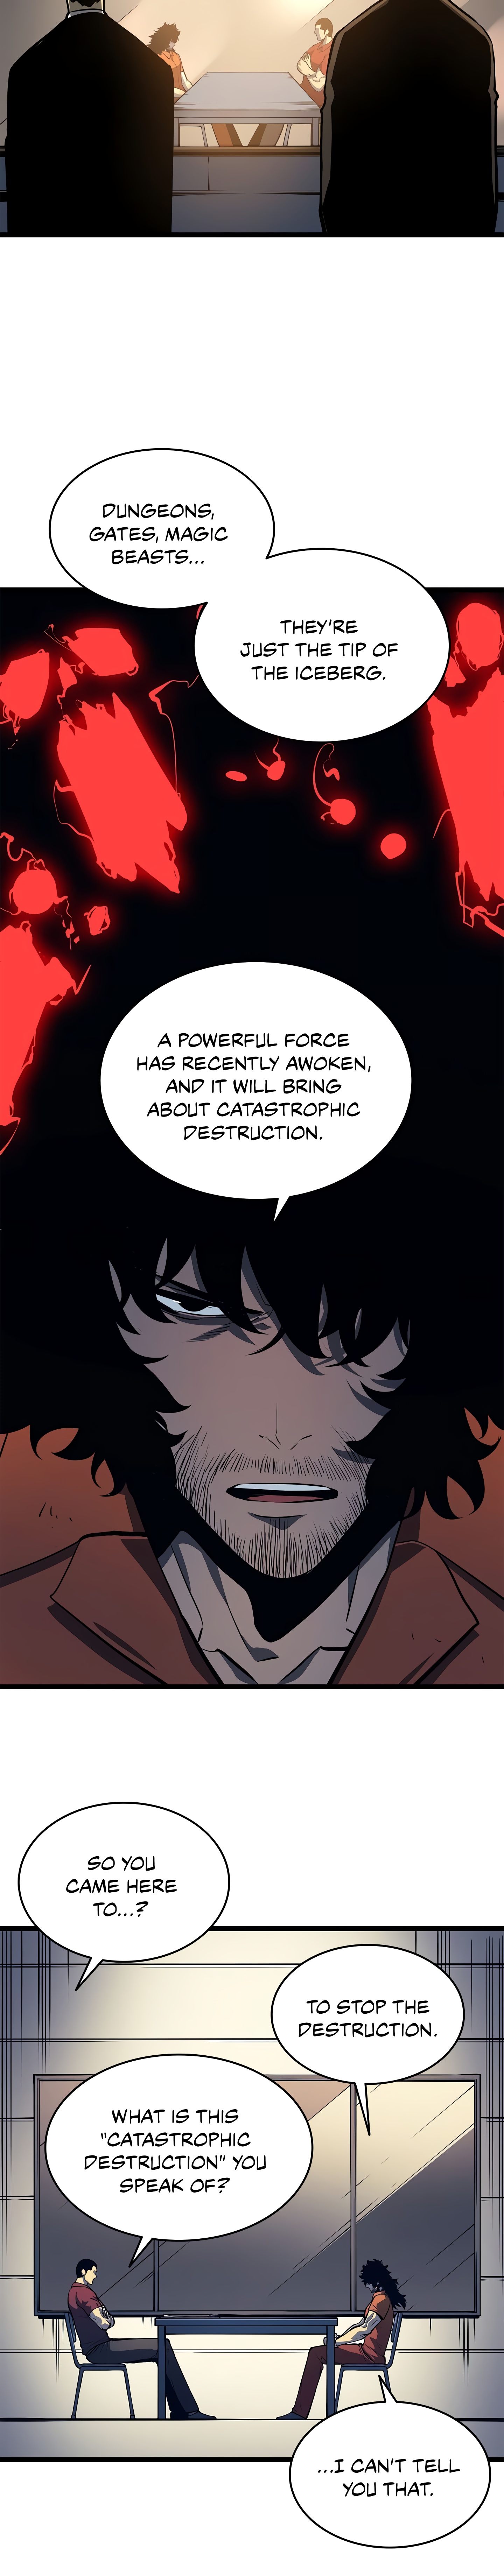 DUNGEONS,
GATES, MAGIC
BEASTS...
THEY'RE
JUST THE TIP OF
THE ICEBERG.
A POWERFUL FORCE
HAS RECENTLY AWOKEN,
AND IT WILL BRING
ABOUT CATASTROPHIC
DESTRUCTION.
SO YOU
CAME HERE
TO...?
TO STOP THE
DESTRUCTION.
WHAT IS THIS
"CATASTROPHIC
DESTRUCTION" YOU
SPEAK OF?
...I CAN'T TELL
YOU THAT.